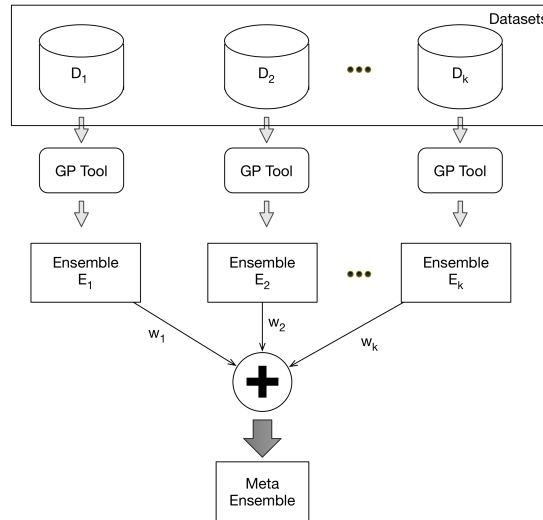 Datasets
D1 D2 Dk
GP Tool GP Tool GP Tool
Ensemble Ensemble Ensemble
E1 E2 Ek
w1 w2 wk
Meta
Ensemble